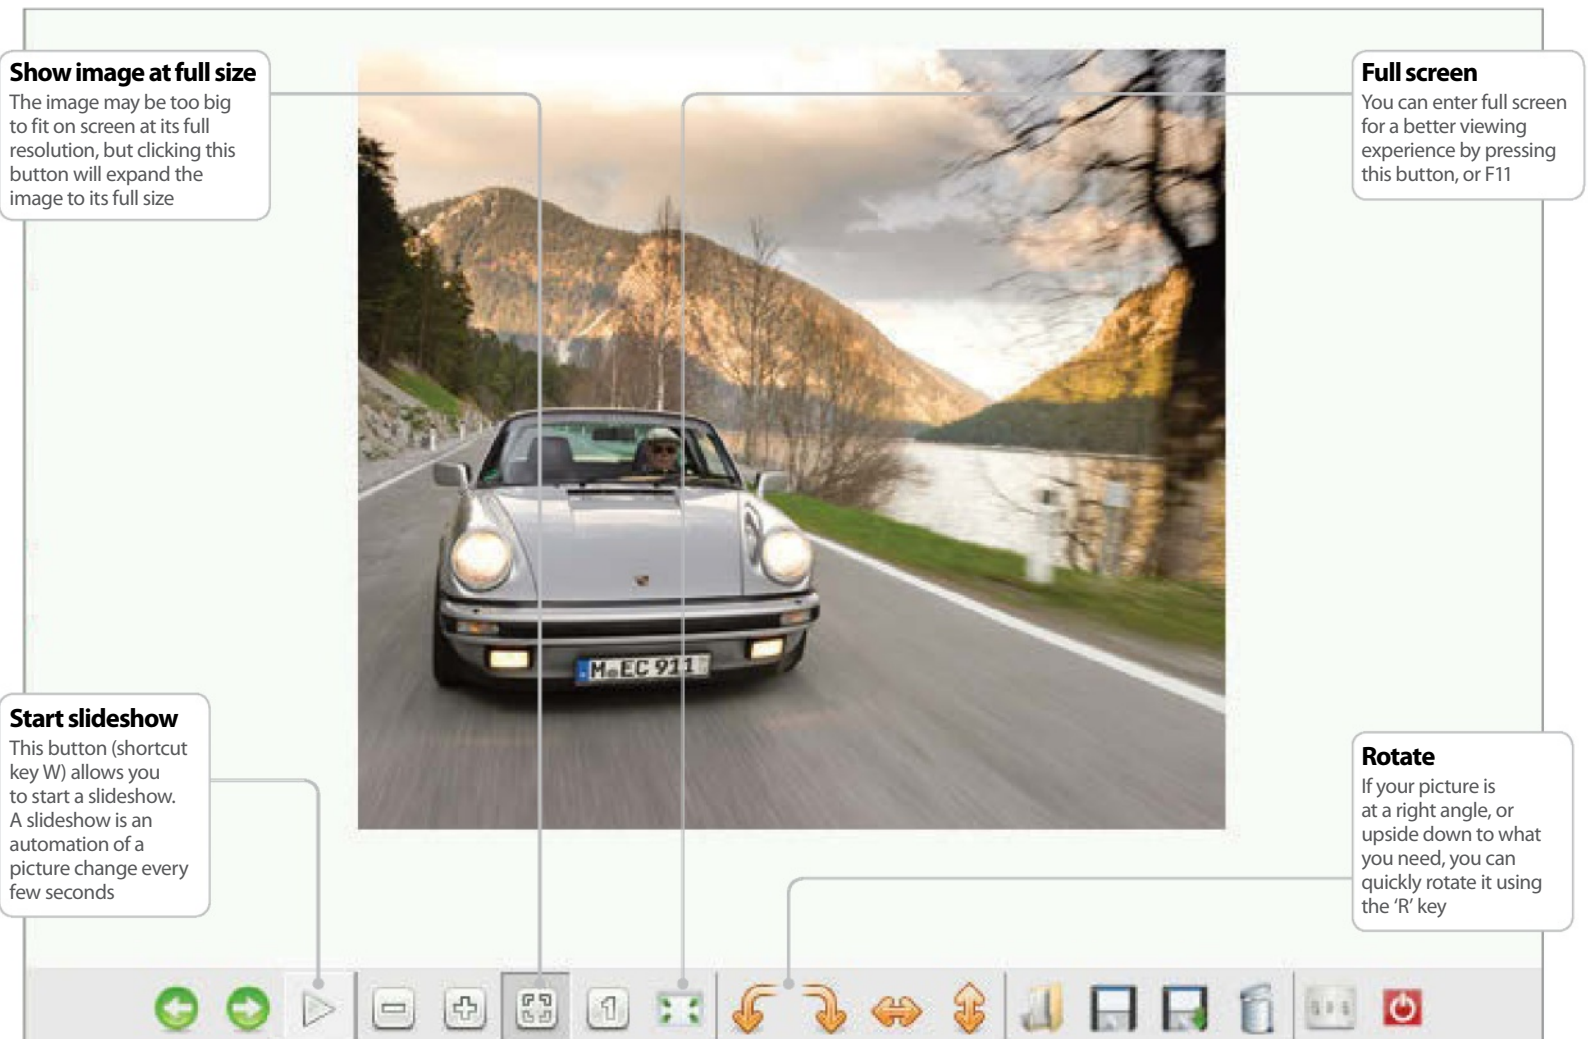 Show image at full size
The image may be too big
to fit on screen at its full
resolution, but clicking this
button will expand the
image to its full size
Full screen
You can enter full screen
for a better viewing
experience by pressing
this button, or F11
M EC 911
Start slideshow
This button (shortcut
key W) allows you
to start a slideshow.
A slideshow is an
automation of a
picture change every
few seconds
Rotate
If your picture is
at a right angle, or
upside down to what
you need, you can
quickly rotate it using
the ‘R’ key
1